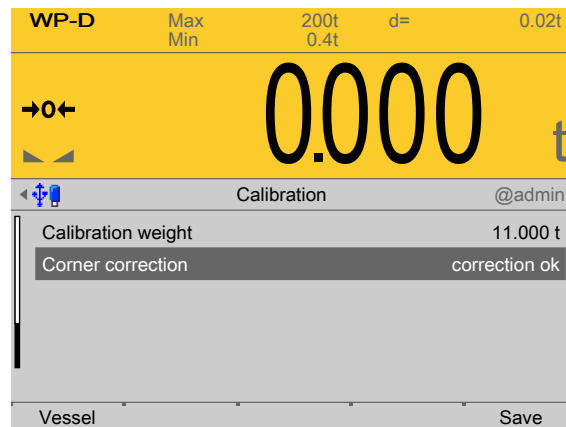 WP-D Max 200t d= 0.02t
Min 0.4t
→0←
0.000 t
Calibration @admin
Calibration weight 11.000 t
Corner correction correction ok
Vessel Save